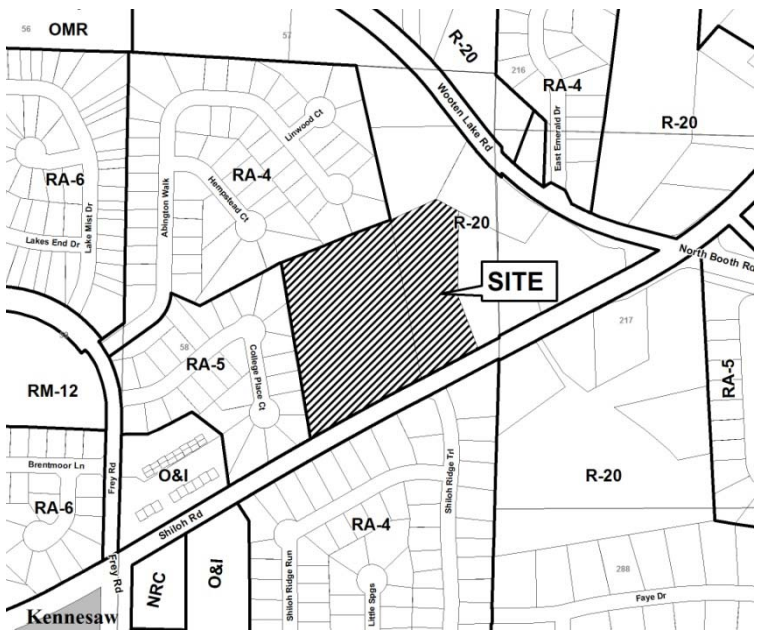 56
OMR
57
R-20
216
RA-4
R-20
Wooten Lake Rd
East Emerald Dr
Linwood Ct
RA-4
RA-6
Hempstead Ct
Abington Walk
Lake Mist Dr
Lakes End Dr
R-20
North Booth Rd
SITE
217
58
RA-5
College Place Ct
RM-12
RA-5
Brentmoor Ln
O&I
R-20
Frey Rd
RA-6
Shiloh Rd
RA-4
Shiloh Ridge Trl
Frey Rd
NRC
O&I
Shiloh Ridge Run
Little Spgs
288
Faye Dr
Kennesaw